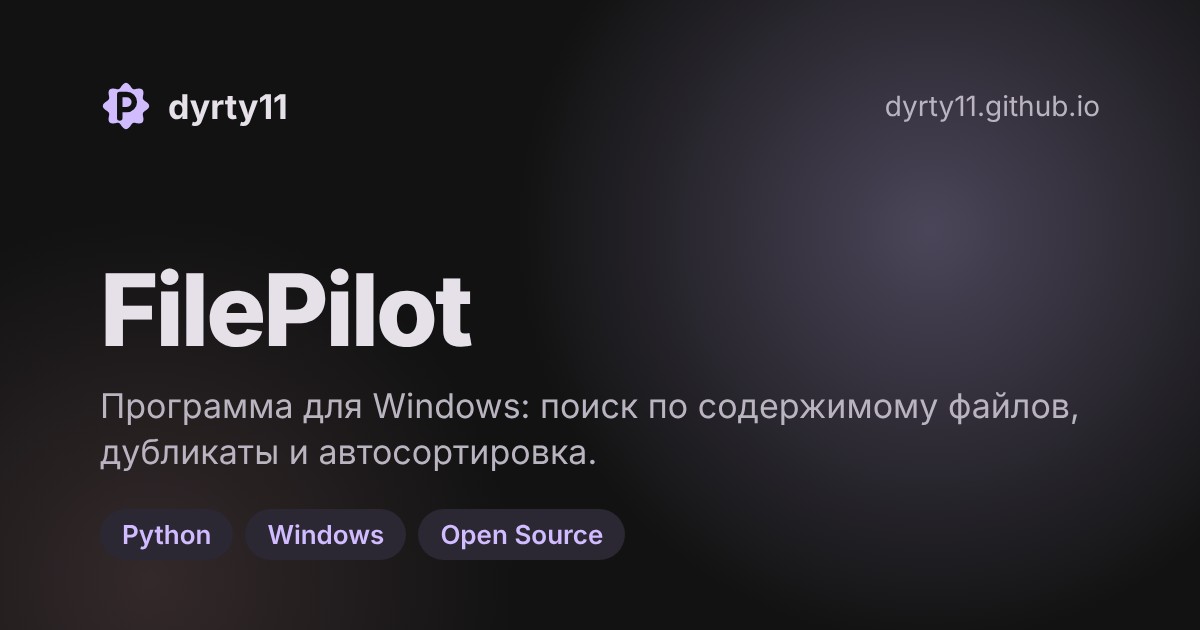 P dyrty11
dyrty11.github.io
FilePilot
Программа для Windows: поиск по содержимому файлов,
дубликаты и автосортировка.
Python Windows Open Source